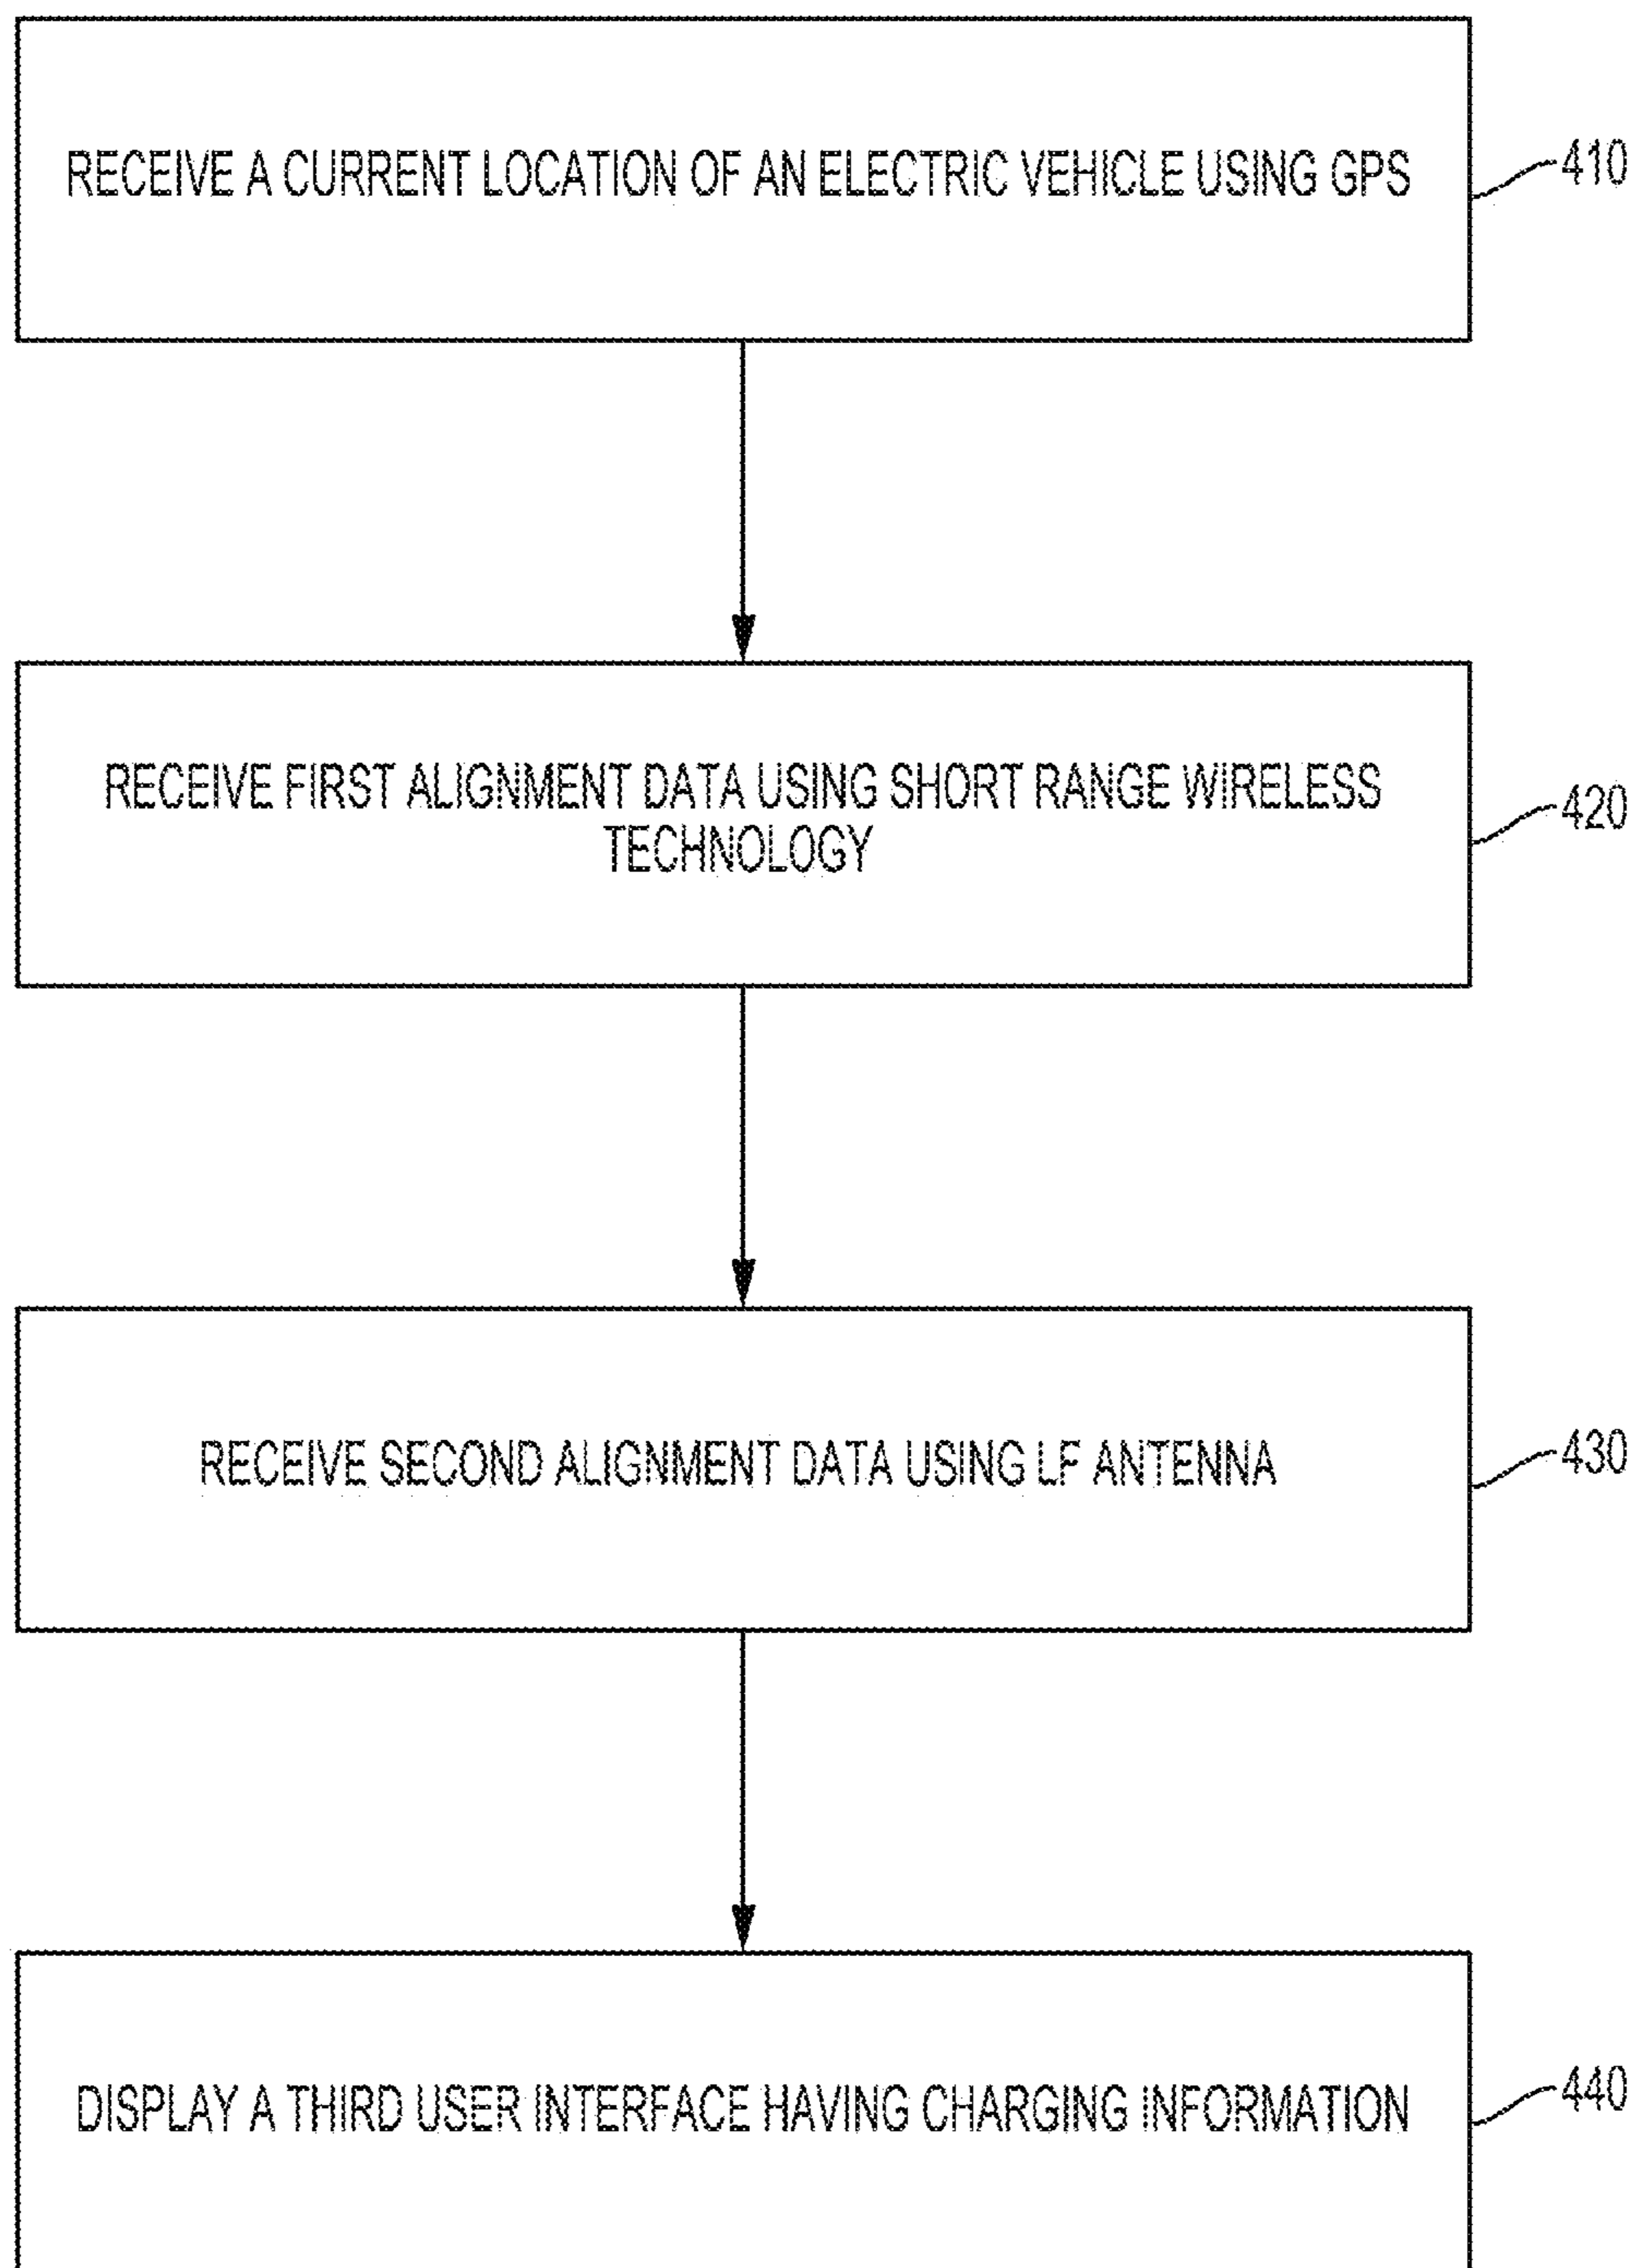 RECEIVE A CURRENT LOCATION OF AN ELECTRIC VEHICLE USING GPS
410
RECEIVE FIRST ALIGNMENT DATA USING SHORT RANGE WIRELESS
TECHNOLOGY
420
RECEIVE SECOND ALIGNMENT DATA USING LF ANTENNA
430
DISPLAY A THIRD USER INTERFACE HAVING CHARGING INFORMATION
440